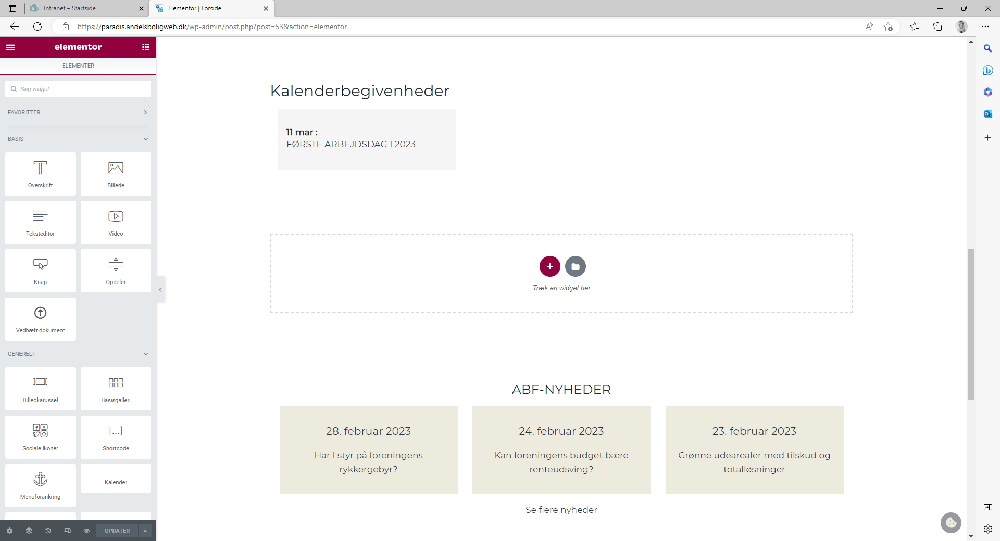 Intranet – Startside
Elementor | Forside
https://paradis.andelsboligweb.dk/wp-admin/post.php?post=53&action=elementor
elementor
ELEMENTER
Søg widget...
FAVORITTER
BASIS
Overskrift
Billede
Teksteditor
Video
Knap
Opdeler
Vedhæft dokument
GENERELT
Billedkarussel
Basisgalleri
Sociale ikoner
[...]
Shortcode
Menuforankring
Kalender
OPDATER
Kalenderbegivenheder
11 mar :
FØRSTE ARBEJDSDAG I 2023
Træk en widget her
ABF-NYHEDER
28. februar 2023
Har I styr på foreningens
rykkergebyr?
24. februar 2023
Kan foreningens budget bære
renteudsving?
23. februar 2023
Grønne udearealer med tilskud og
totalløsninger
Se flere nyheder